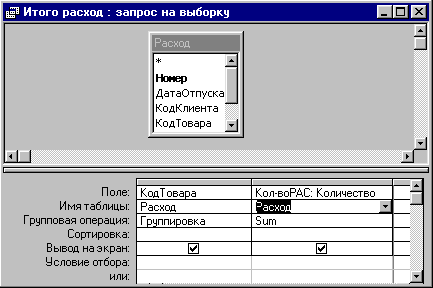 Итого расход : запрос на выборку
Расход
*
Номер
ДатаОтпуска
КодКлиента
КодТовара
Поле: КодТовара Кол-воРАС: Количество
Имя таблицы: Расход Расход
Групповая операция: Группировка Sum
Сортировка:
Вывод на экран:
Условие отбора:
или: